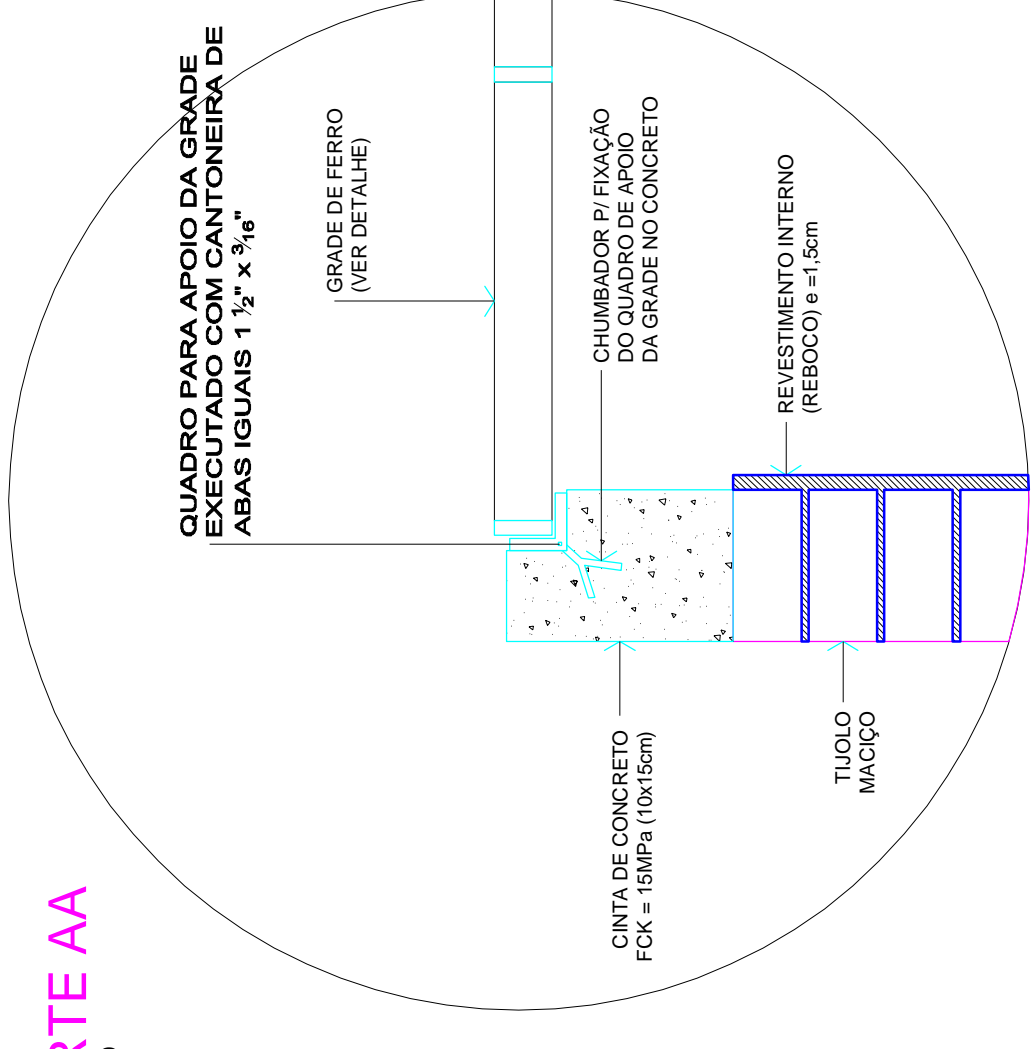 QUADRO PARA APOIO DA GRADE
EXECUTADO COM CANTONEIRA DE
ABAS IGUAIS 1 ½" x ³⁄₁₆"
GRADE DE FERRO
(VER DETALHE)
CHUMBADOR P/ FIXAÇÃO
DO QUADRO DE APOIO
DA GRADE NO CONCRETO
REVESTIMENTO INTERNO
(REBOCO) e =1,5cm
CINTA DE CONCRETO
FCK = 15MPa (10x15cm)
TIJOLO
MACIÇO
RTE AA